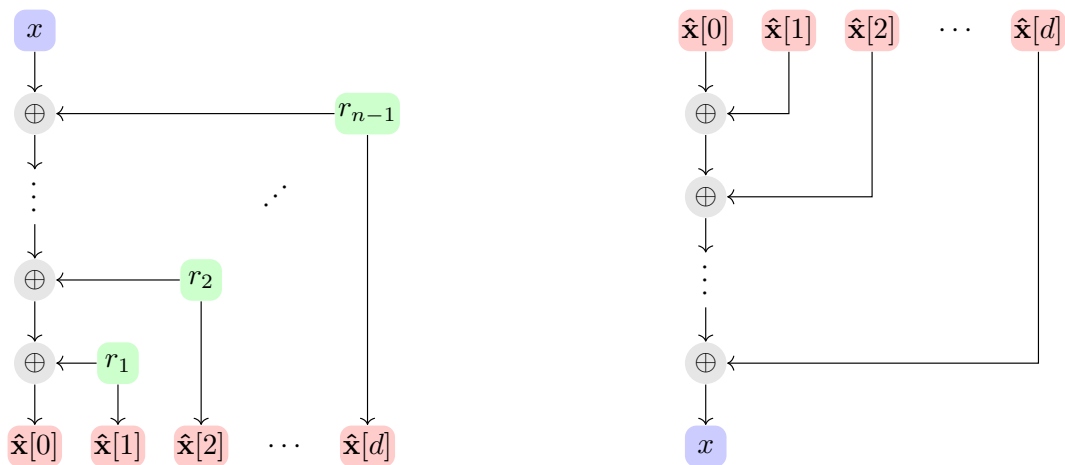 x
x̂[0] x̂[1] x̂[2] ⋯ x̂[d]
⊕ r_{n−1}
⊕
⊕
⋮ ⋰
⋮
⊕ r_2
⊕ r_1
⊕
x̂[0] x̂[1] x̂[2] ⋯ x̂[d]
x